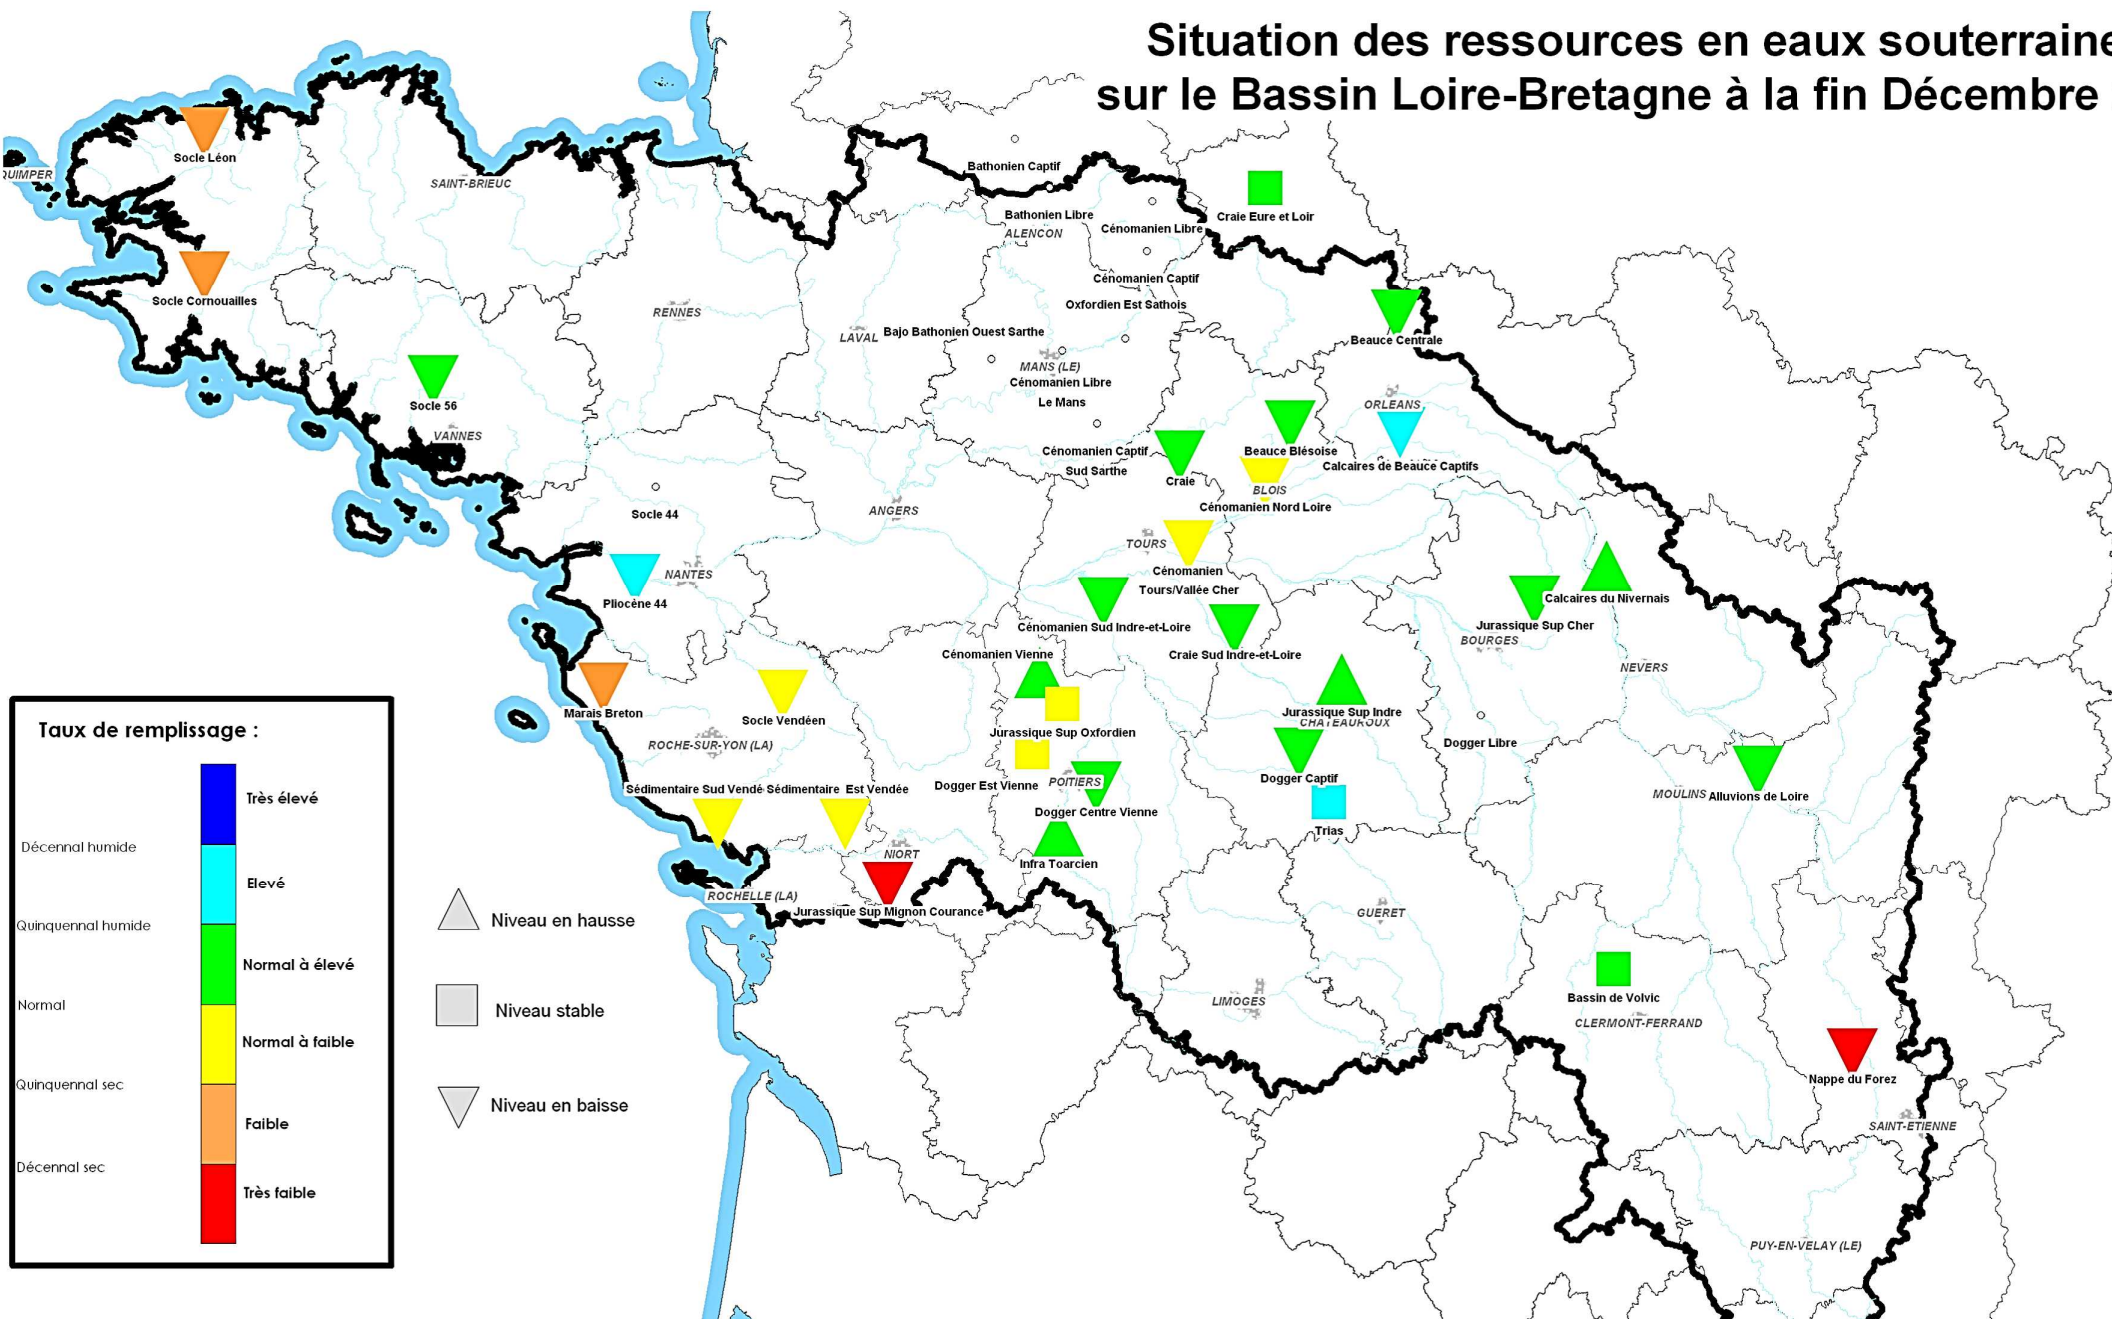 Situation des ressources en eaux souterraine
sur le Bassin Loire-Bretagne à la fin Décembre
Socle Léon
QUIMPER
SAINT-BRIEUC
Bathonien Captif
Craie Eure et Loir
Bathonien Libre
ALENCON
Cénomanien Libre
Socle Cornouailles
Cénomanien Captif
Oxfordien Est Sathois
RENNES
LAVAL
Bajo Bathonien Ouest Sarthe
Beauce Centrale
MANS (LE)
Cénomanien Libre
Le Mans
Socle 56
VANNES
ORLEANS
Cénomanien Captif
Sud Sarthe
Craie
Beauce Blésoise
Calcaires de Beauce Captifs
BLOIS
Cénomanien Nord Loire
ANGERS
Socle 44
TOURS
Cénomanien
Tours/Vallée Cher
NANTES
Pliocéne 44
Calcaires du Nivernais
Jurassique Sup Cher
BOURGES
Cénomanien Sud Indre-et-Loire
Craie Sud Indre-et-Loire
Cénomanien Vienne
NEVERS
Marais Breton
Socle Vendéen
Jurassique Sup Indre
CHATEAUROUX
Jurassique Sup Oxfordien
ROCHE-SUR-YON (LA)
Dogger Libre
Dogger Captif
Dogger Est Vienne
POITIERS
Sédimentaire Sud Vendé
Sédimentaire Est Vendée
MOULINS
Alluvions de Loire
Dogger Centre Vienne
Trias
NIORT
Infra Toarcien
ROCHELLE (LA)
Jurassique Sup Mignon Courance
GUERET
LIMOGES
Bassin de Volvic
CLERMONT-FERRAND
Nappe du Forez
SAINT-ETIENNE
PUY-EN-VELAY (LE)
Taux de remplissage :
Très élevé
Décennal humide
Elevé
Quinquennal humide
Normal à élevé
Normal
Normal à faible
Quinquennal sec
Faible
Décennal sec
Très faible
Niveau en hausse
Niveau stable
Niveau en baisse